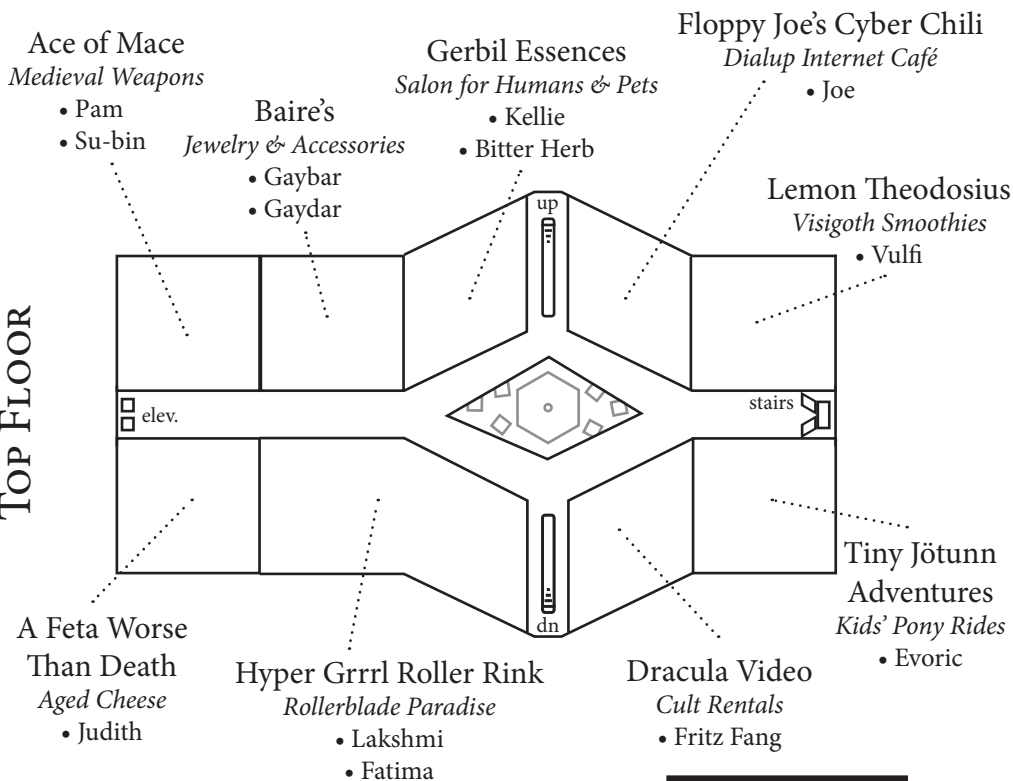 Ace of Mace
Medieval Weapons
• Pam
• Su-bin
Baire's
Jewelry & Accessories
• Gaybar
• Gaydar
Gerbil Essences
Salon for Humans & Pets
• Kellie
• Bitter Herb
Floppy Joe's Cyber Chili
Dialup Internet Café
• Joe
Lemon Theodosius
Visigoth Smoothies
• Vulfi
up
TOP FLOOR
elev.
stairs
dn
A Feta Worse
Than Death
Aged Cheese
• Judith
Hyper Grrrl Roller Rink
Rollerblade Paradise
• Lakshmi
• Fatima
Dracula Video
Cult Rentals
• Fritz Fang
Tiny Jötunn
Adventures
Kids' Pony Rides
• Evoric